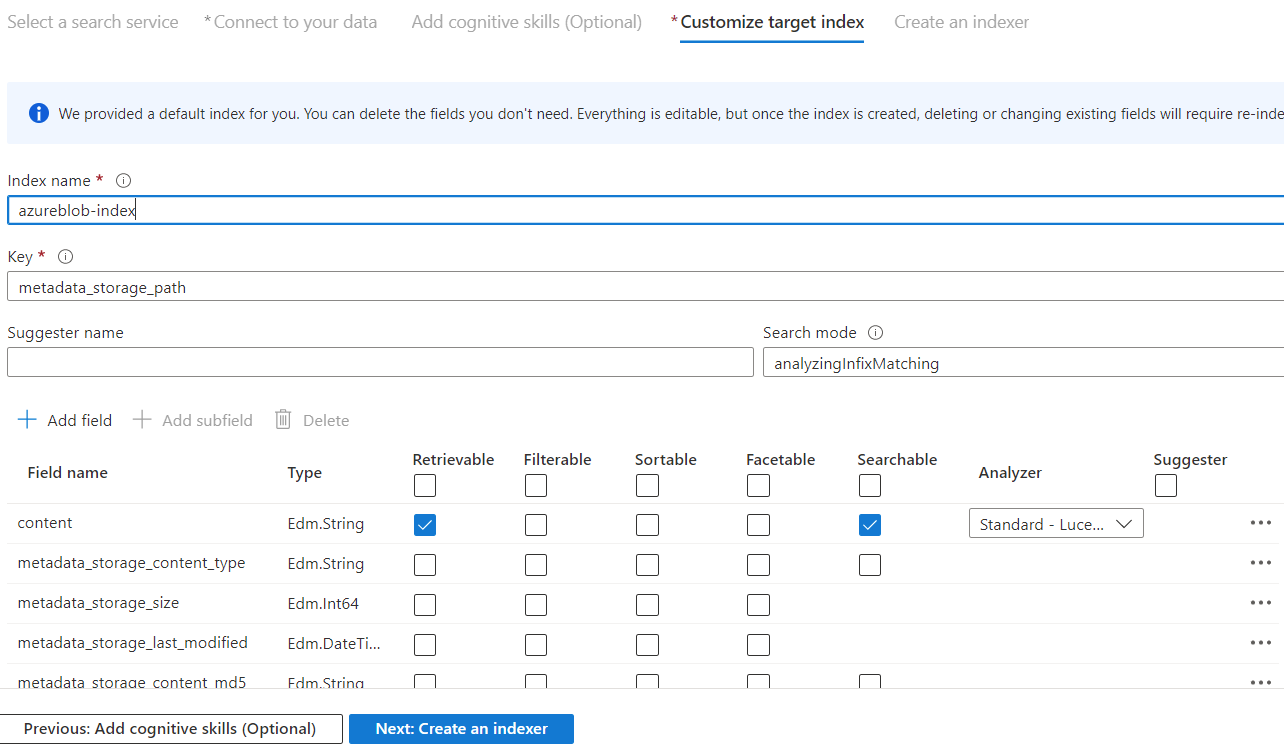 Select a search service * Connect to your data Add cognitive skills (Optional) * Customize target index Create an indexer
We provided a default index for you. You can delete the fields you don't need. Everything is editable, but once the index is created, deleting or changing existing fields will require re-inde
Index name *
azureblob-index
Key *
metadata_storage_path
Suggester name Search mode
analyzingInfixMatching
Add field Add subfield Delete
Field name Type Retrievable Filterable Sortable Facetable Searchable Analyzer Suggester
content Edm.String Standard - Luce...
metadata_storage_content_type Edm.String
metadata_storage_size Edm.Int64
metadata_storage_last_modified Edm.DateTi...
metadata_storage_content_md5 Edm.String
Previous: Add cognitive skills (Optional) Next: Create an indexer